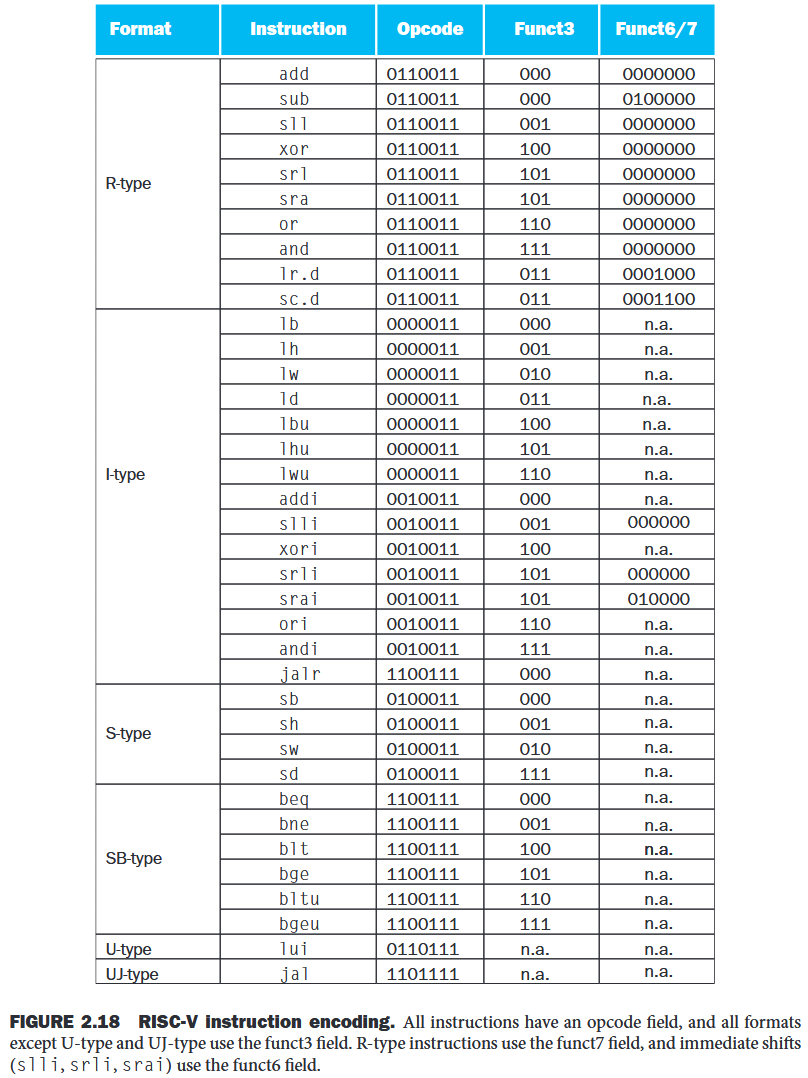 Format Instruction Opcode Funct3 Funct6/7
add 0110011 000 0000000
sub 0110011 000 0100000
sll 0110011 001 0000000
xor 0110011 100 0000000
R-type srl 0110011 101 0000000
sra 0110011 101 0000000
or 0110011 110 0000000
and 0110011 111 0000000
lr.d 0110011 011 0001000
sc.d 0110011 011 0001100
lb 0000011 000 n.a.
lh 0000011 001 n.a.
lw 0000011 010 n.a.
ld 0000011 011 n.a.
lbu 0000011 100 n.a.
lhu 0000011 101 n.a.
I-type lwu 0000011 110 n.a.
addi 0010011 000 n.a.
slli 0010011 001 000000
xori 0010011 100 n.a.
srli 0010011 101 000000
srai 0010011 101 010000
ori 0010011 110 n.a.
andi 0010011 111 n.a.
jalr 1100111 000 n.a.
sb 0100011 000 n.a.
S-type sh 0100011 001 n.a.
sw 0100011 010 n.a.
sd 0100011 111 n.a.
beq 1100111 000 n.a.
bne 1100111 001 n.a.
SB-type blt 1100111 100 n.a.
bge 1100111 101 n.a.
bltu 1100111 110 n.a.
bgeu 1100111 111 n.a.
U-type lui 0110111 n.a. n.a.
UJ-type jal 1101111 n.a. n.a.
FIGURE 2.18 RISC-V instruction encoding. All instructions have an opcode field, and all formats
except U-type and UJ-type use the funct3 field. R-type instructions use the funct7 field, and immediate shifts
(slli, srli, srai) use the funct6 field.